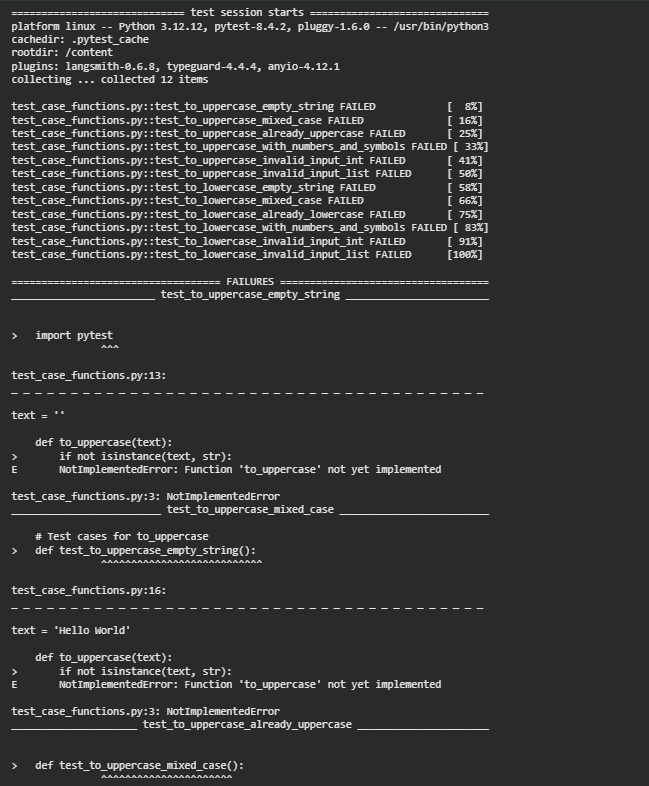 ============================= test session starts ==============================
platform linux -- Python 3.12.12, pytest-8.4.2, pluggy-1.6.0 -- /usr/bin/python3
cachedir: .pytest_cache
rootdir: /content
plugins: langsmith-0.6.8, typeguard-4.4.4, anyio-4.12.1
collecting ... collected 12 items

test_case_functions.py::test_to_uppercase_empty_string FAILED            [  8%]
test_case_functions.py::test_to_uppercase_mixed_case FAILED              [ 16%]
test_case_functions.py::test_to_uppercase_already_uppercase FAILED       [ 25%]
test_case_functions.py::test_to_uppercase_with_numbers_and_symbols FAILED [ 33%]
test_case_functions.py::test_to_uppercase_invalid_input_int FAILED       [ 41%]
test_case_functions.py::test_to_uppercase_invalid_input_list FAILED      [ 50%]
test_case_functions.py::test_to_lowercase_empty_string FAILED            [ 58%]
test_case_functions.py::test_to_lowercase_mixed_case FAILED              [ 66%]
test_case_functions.py::test_to_lowercase_already_lowercase FAILED       [ 75%]
test_case_functions.py::test_to_lowercase_with_numbers_and_symbols FAILED [ 83%]
test_case_functions.py::test_to_lowercase_invalid_input_int FAILED       [ 91%]
test_case_functions.py::test_to_lowercase_invalid_input_list FAILED      [100%]

=================================== FAILURES ===================================
________________________ test_to_uppercase_empty_string ________________________

>   import pytest
               ^^^

test_case_functions.py:13:
_ _ _ _ _ _ _ _ _ _ _ _ _ _ _ _ _ _ _ _ _ _ _ _ _ _ _ _ _ _ _ _ _ _ _ _ _ _ _ _

text = ''

    def to_uppercase(text):
>       if not isinstance(text, str):
E       NotImplementedError: Function 'to_uppercase' not yet implemented

test_case_functions.py:3: NotImplementedError
_________________________ test_to_uppercase_mixed_case _________________________

    # Test cases for to_uppercase
>   def test_to_uppercase_empty_string():
               ^^^^^^^^^^^^^^^^^^^^^^^^^^^

test_case_functions.py:16:
_ _ _ _ _ _ _ _ _ _ _ _ _ _ _ _ _ _ _ _ _ _ _ _ _ _ _ _ _ _ _ _ _ _ _ _ _ _ _ _

text = 'Hello World'

    def to_uppercase(text):
>       if not isinstance(text, str):
E       NotImplementedError: Function 'to_uppercase' not yet implemented

test_case_functions.py:3: NotImplementedError
_____________________ test_to_uppercase_already_uppercase ______________________

>   def test_to_uppercase_mixed_case():
               ^^^^^^^^^^^^^^^^^^^^^^